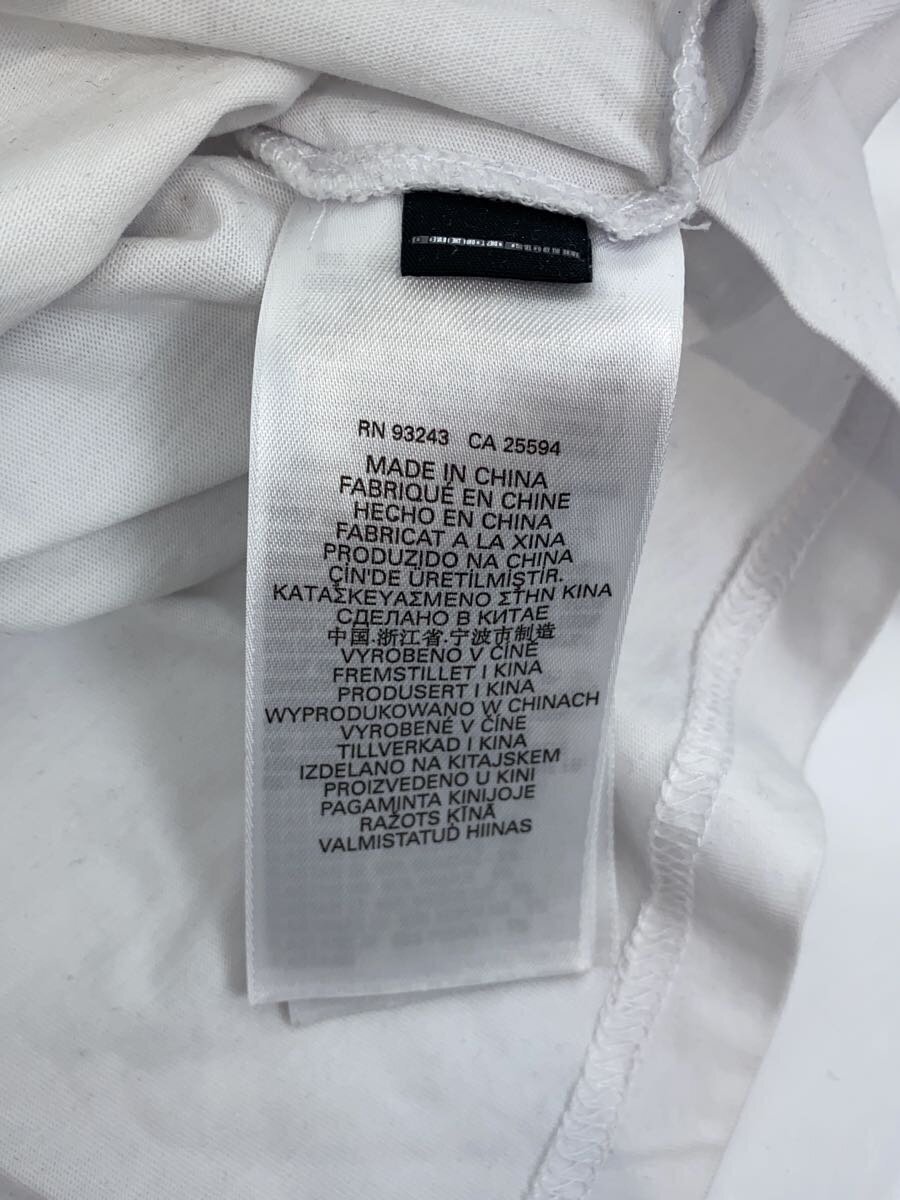 RN 93243 CA 25594
MADE IN CHINA
FABRIQUÉ EN CHINE
HECHO EN CHINA
FABRICAT A LA XINA
PRODUZIDO NA CHINA
ÇİN'DE ÜRETİLMİŞTİR.
ΚΑΤΑΣΚΕΥΑΣΜΕΝΟ ΣΤΗΝ ΚΙΝΑ
СДЕЛАНО В КИТАЕ
中国.浙江省.宁波市制造
VYROBENO V ČÍNĚ
FREMSTILLET I KINA
PRODUSERT I KINA
WYPRODUKOWANO W CHINACH
VYROBENÉ V ČÍNE
TILLVERKAD I KINA
IZDELANO NA KITAJSKEM
PROIZVEDENO U KINI
PAGAMINTA KINIJOJE
RAŽOTS ĶĪNĀ
VALMISTATUD HIINAS